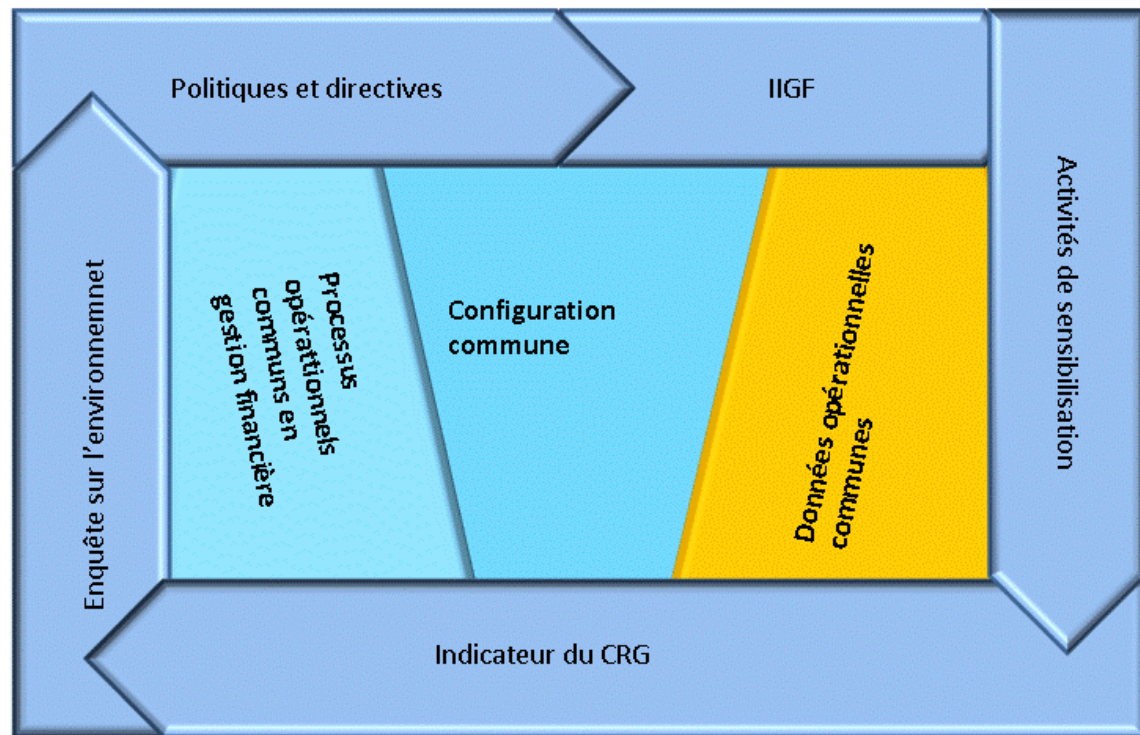 Politiques et directives
IIGF
Activités de sensibilisation
Indicateur du CRG
Enquête sur l'environnemnet
Processus
opérattionnels
communs en
gestion financière
Configuration
commune
Données opérationnelles
communes